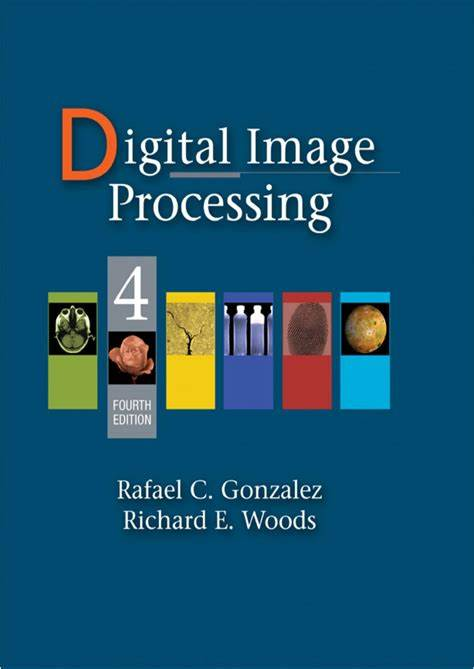 Digital Image
Processing
4
FOURTH
EDITION
Rafael C. Gonzalez
Richard E. Woods